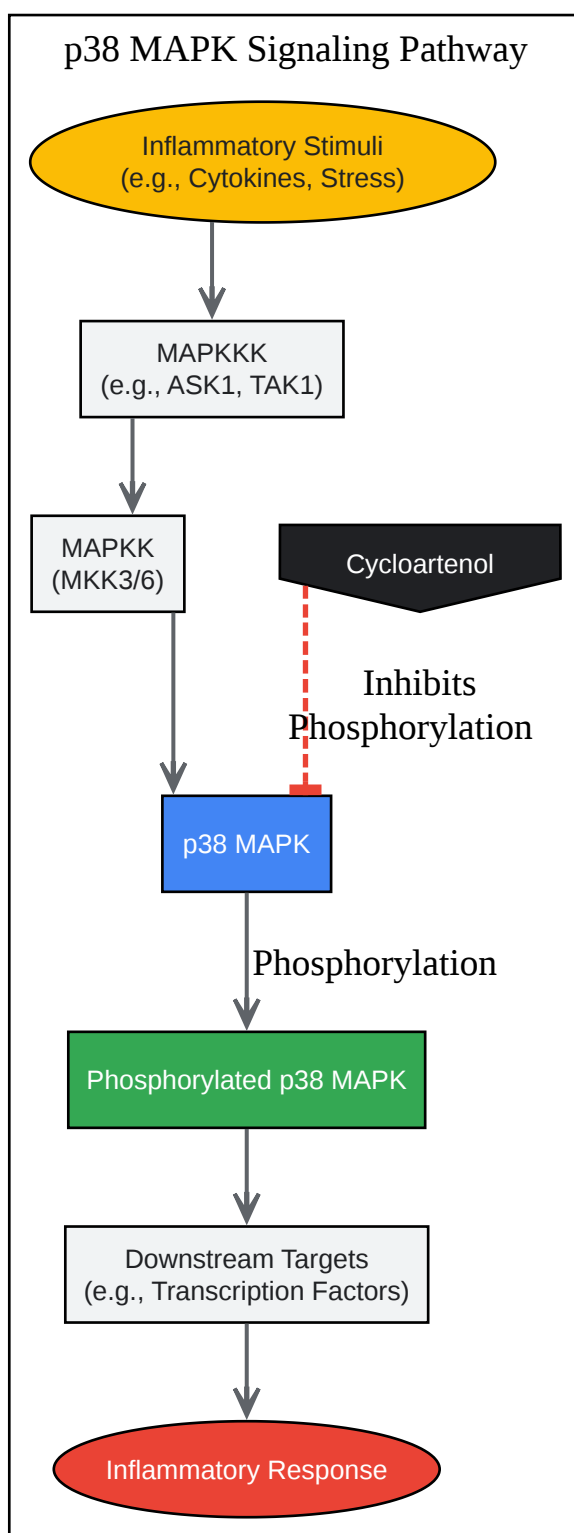 p38 MAPK Signaling Pathway
Inflammatory Stimuli
(e.g., Cytokines, Stress)
MAPKKK
(e.g., ASK1, TAK1)
MAPKK
(MKK3/6)
Cycloartenol
Inhibits
Phosphorylation
p38 MAPK
Phosphorylation
Phosphorylated p38 MAPK
Downstream Targets
(e.g., Transcription Factors)
Inflammatory Response